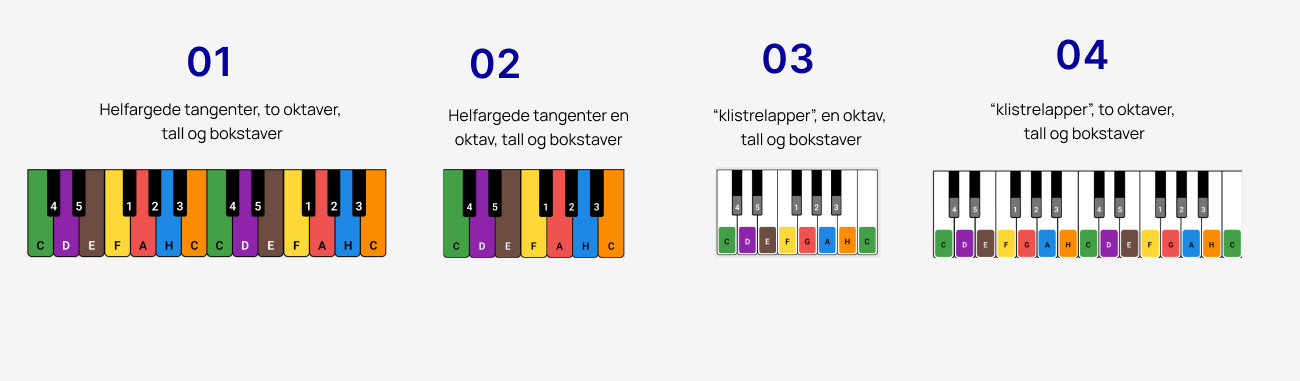 01
Helfargede tangenter, to oktaver,
tall og bokstaver
4 5 1 2 3 4 5 1 2 3
C D E F A H C C D E F A H C
02
Helfargede tangenter en
oktav, tall og bokstaver
4 5 1 2 3
C D E F A H C
03
“klistrelapper”, en oktav,
tall og bokstaver
4 5 1 2 3
C D E F G A H C
04
“klistrelapper”, to oktaver,
tall og bokstaver
4 5 1 2 3 4 5 1 2 3
C D E F G A H C D E F G A H C